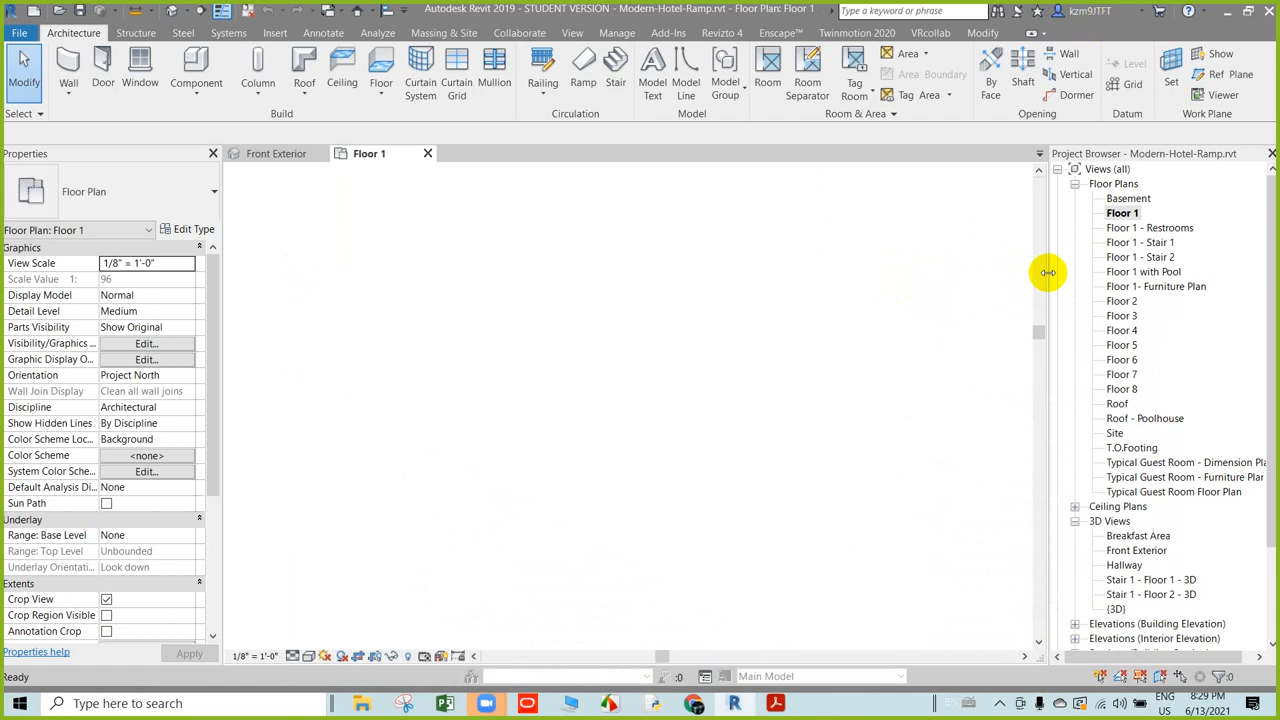 Autodesk Revit 2019 - STUDENT VERSION - Modern-Hotel-Ramp.rvt - Floor Plan: Floor 1
Type a keyword or phrase
kzm9JTFT
File Architecture Structure Steel Systems Insert Annotate Analyze Massing & Site Collaborate View Manage Add-Ins Revizto 4 Enscape™ Twinmotion 2020 VRcollab Modify
Modify Wall Door Window Component Column Roof Ceiling Floor Curtain System Curtain Grid Mullion Railing Ramp Stair Model Text Model Line Model Group Room Room Separator Tag Room
Area
Area Boundary
Tag Area
By Face Shaft
Wall
Vertical
Dormer
Level
Grid
Set
Show
Ref Plane
Viewer
Select Build Circulation Model Room & Area Opening Datum Work Plane
Properties
Front Exterior
Floor 1
Project Browser - Modern-Hotel-Ramp.rvt
Floor Plan
Floor Plan: Floor 1
Edit Type
Graphics
View Scale 1/8" = 1'-0"
Scale Value 1: 96
Display Model Normal
Detail Level Medium
Parts Visibility Show Original
Visibility/Graphics ... Edit...
Graphic Display O... Edit...
Orientation Project North
Wall Join Display Clean all wall joins
Discipline Architectural
Show Hidden Lines By Discipline
Color Scheme Loc... Background
Color Scheme <none>
System Color Sche... Edit...
Default Analysis Di... None
Sun Path
Underlay
Range: Base Level None
Range: Top Level Unbounded
Underlay Orientati... Look down
Extents
Crop View
Crop Region Visible
Annotation Crop
Properties help
Apply
Views (all)
Floor Plans
Basement
Floor 1
Floor 1 - Restrooms
Floor 1 - Stair 1
Floor 1 - Stair 2
Floor 1 with Pool
Floor 1- Furniture Plan
Floor 2
Floor 3
Floor 4
Floor 5
Floor 6
Floor 7
Floor 8
Roof
Roof - Poolhouse
Site
T.O.Footing
Typical Guest Room - Dimension Pla
Typical Guest Room - Furniture Plan
Typical Guest Room Floor Plan
Ceiling Plans
3D Views
Breakfast Area
Front Exterior
Hallway
Stair 1 - Floor 1 - 3D
Stair 1 - Floor 2 - 3D
{3D}
Elevations (Building Elevation)
Elevations (Interior Elevation)
1/8" = 1'-0"
Ready
:0
Main Model
:0
Type here to search
ENG
US
8:29 PM
6/13/2021